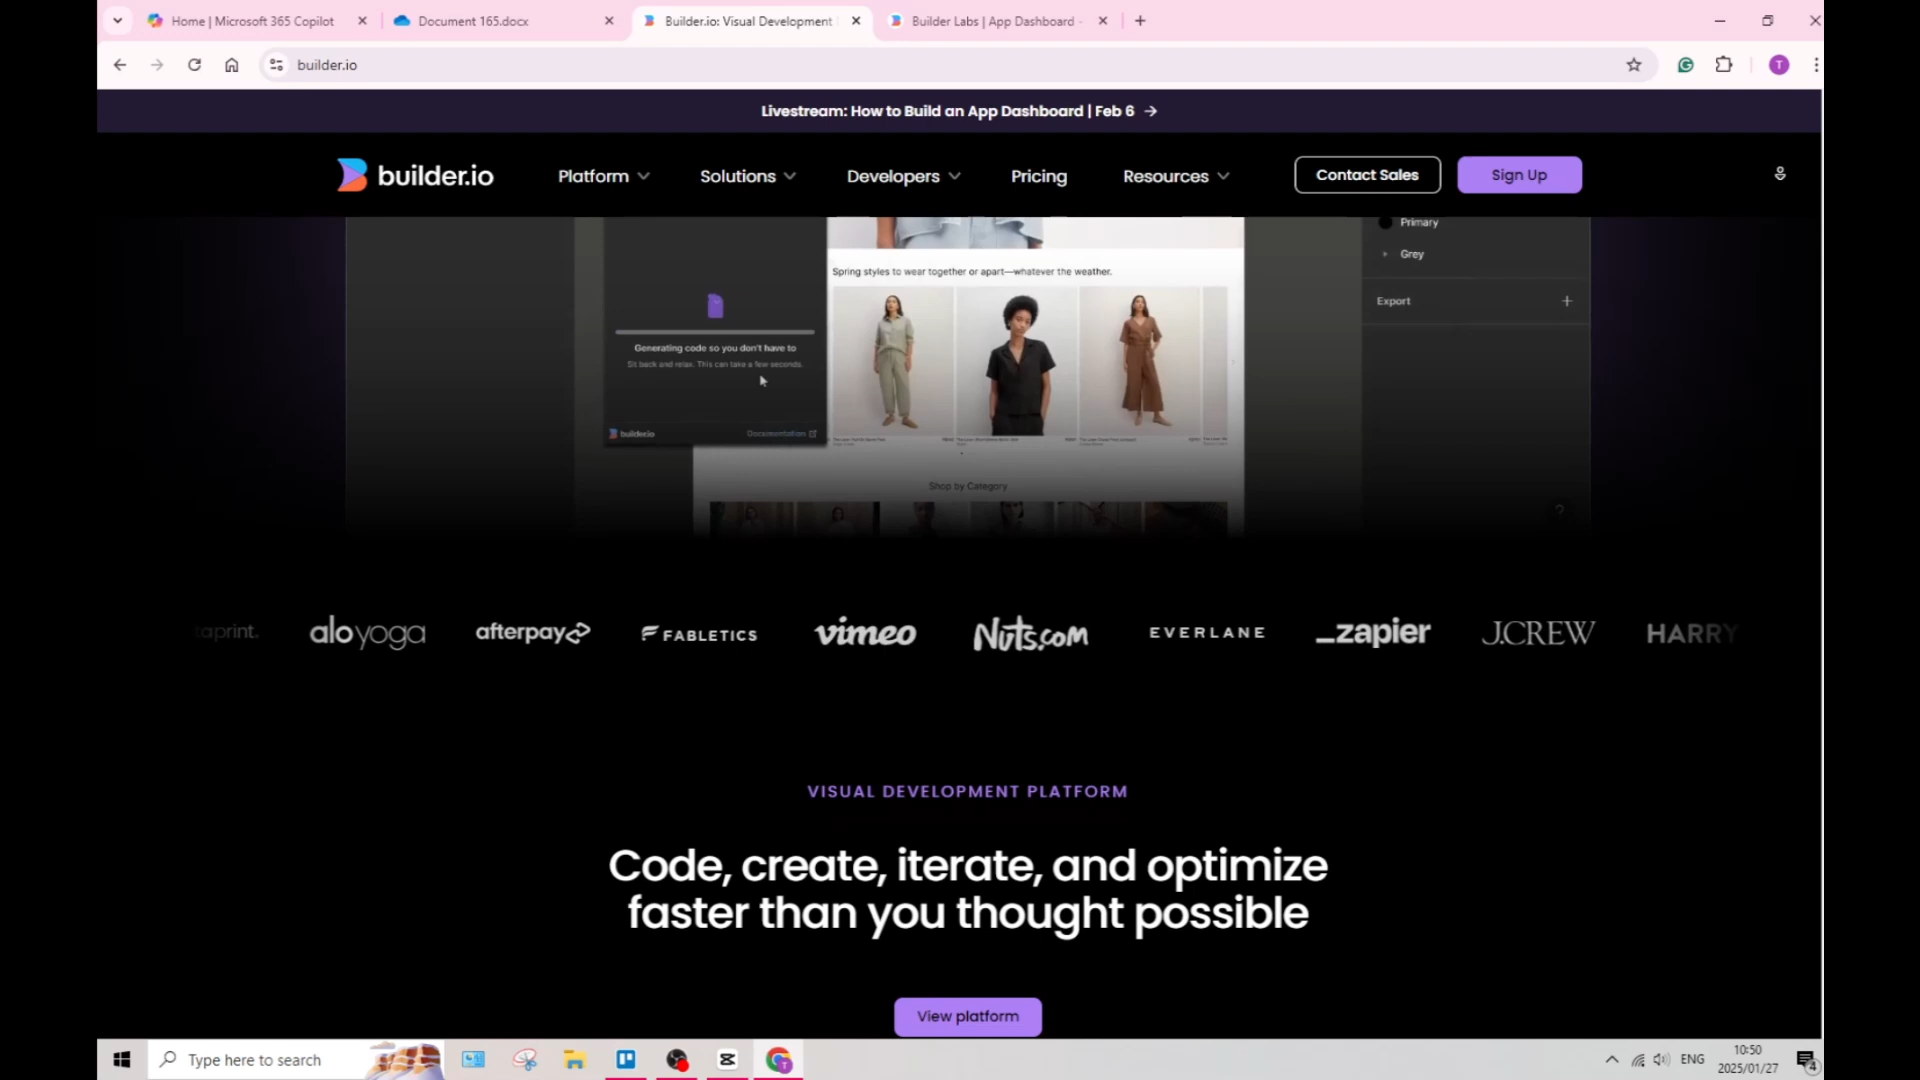 Home | Microsoft 365 Copilot
Document 165.docx
Builder.io: Visual Development
Builder Labs | App Dashboard -
builder.io
T
Livestream: How to Build an App Dashboard | Feb 6 →
builder.io
Platform
Solutions
Developers
Pricing
Resources
Contact Sales
Sign Up
Primary
Grey
Export
Spring styles to wear together or apart—whatever the weather.
Generating code so you don't have to
Sit back and relax. This can take a few seconds.
builder.io
Documentation
Shop by Category
taprint.
alo yoga
afterpay
FABLETICS
vimeo
Nuts.com
EVERLANE
zapier
J.CREW
HARRY
VISUAL DEVELOPMENT PLATFORM
Code, create, iterate, and optimize
faster than you thought possible
View platform
Type here to search
ENG
10:50
2025/01/27
4